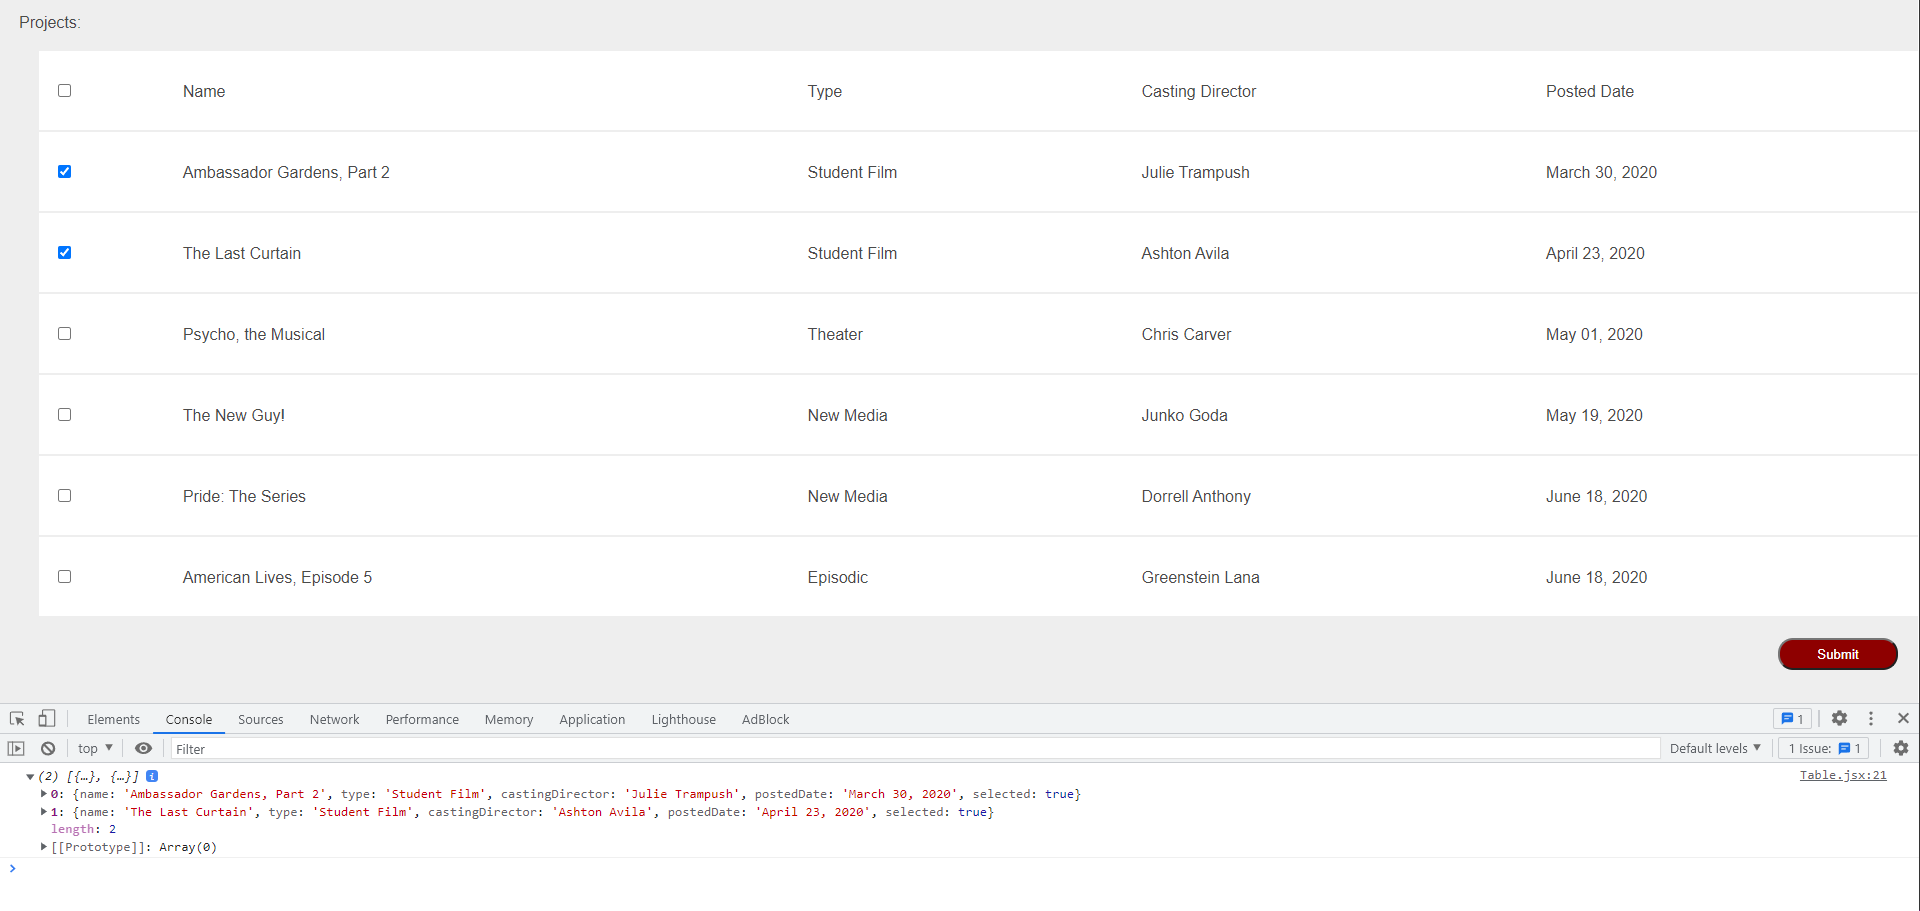 Projects:
Name Type Casting Director Posted Date
Ambassador Gardens, Part 2 Student Film Julie Trampush March 30, 2020
The Last Curtain Student Film Ashton Avila April 23, 2020
Psycho, the Musical Theater Chris Carver May 01, 2020
The New Guy! New Media Junko Goda May 19, 2020
Pride: The Series New Media Dorrell Anthony June 18, 2020
American Lives, Episode 5 Episodic Greenstein Lana June 18, 2020
Submit
Elements Console Sources Network Performance Memory Application Lighthouse AdBlock 1
top Filter Default levels 1 Issue: 1
(2) [{…}, {…}] i Table.jsx:21
0: {name: 'Ambassador Gardens, Part 2', type: 'Student Film', castingDirector: 'Julie Trampush', postedDate: 'March 30, 2020', selected: true}
1: {name: 'The Last Curtain', type: 'Student Film', castingDirector: 'Ashton Avila', postedDate: 'April 23, 2020', selected: true}
length: 2
[[Prototype]]: Array(0)